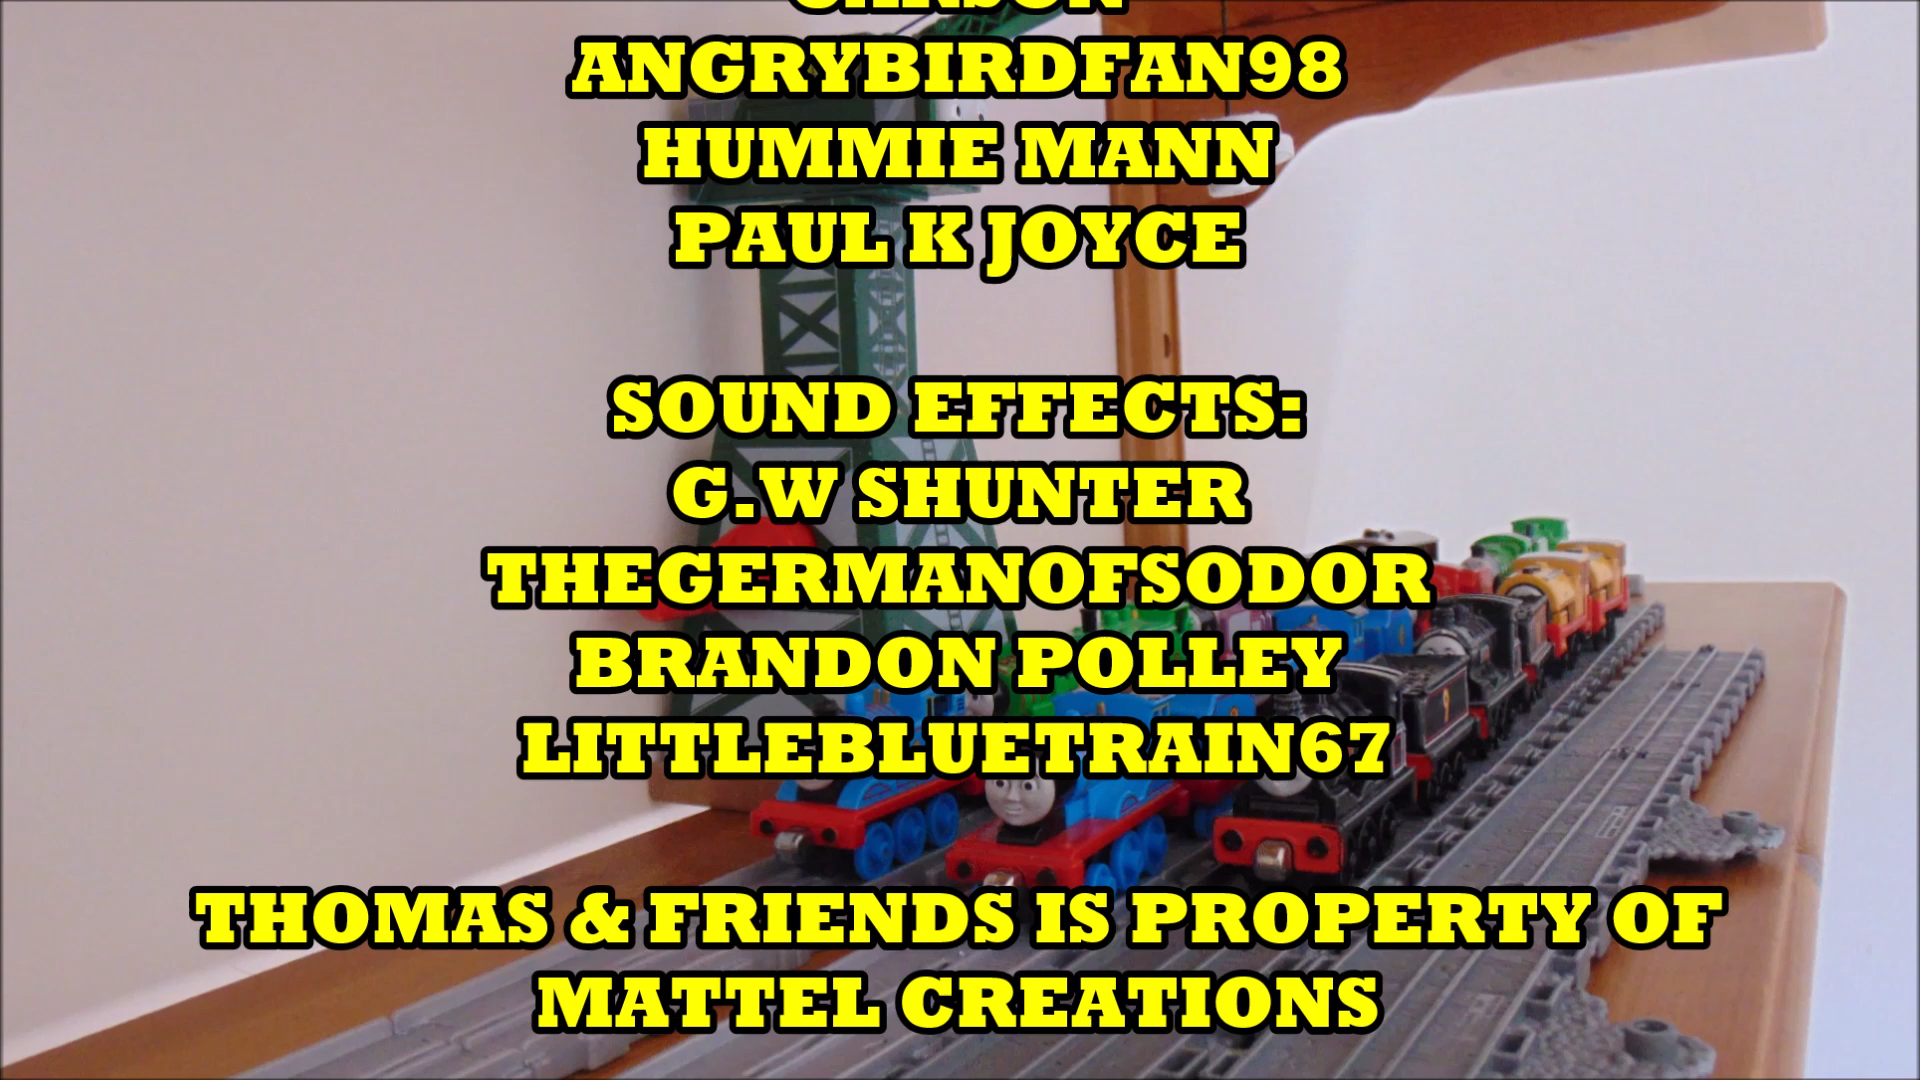 ANGRYBIRDFAN98
HUMMIE MANN
PAUL K JOYCE
SOUND EFFECTS:
G.W SHUNTER
THEGERMANOFSODOR
BRANDON POLLEY
LITTLEBLUETRAIN67
THOMAS & FRIENDS IS PROPERTY OF
MATTEL CREATIONS